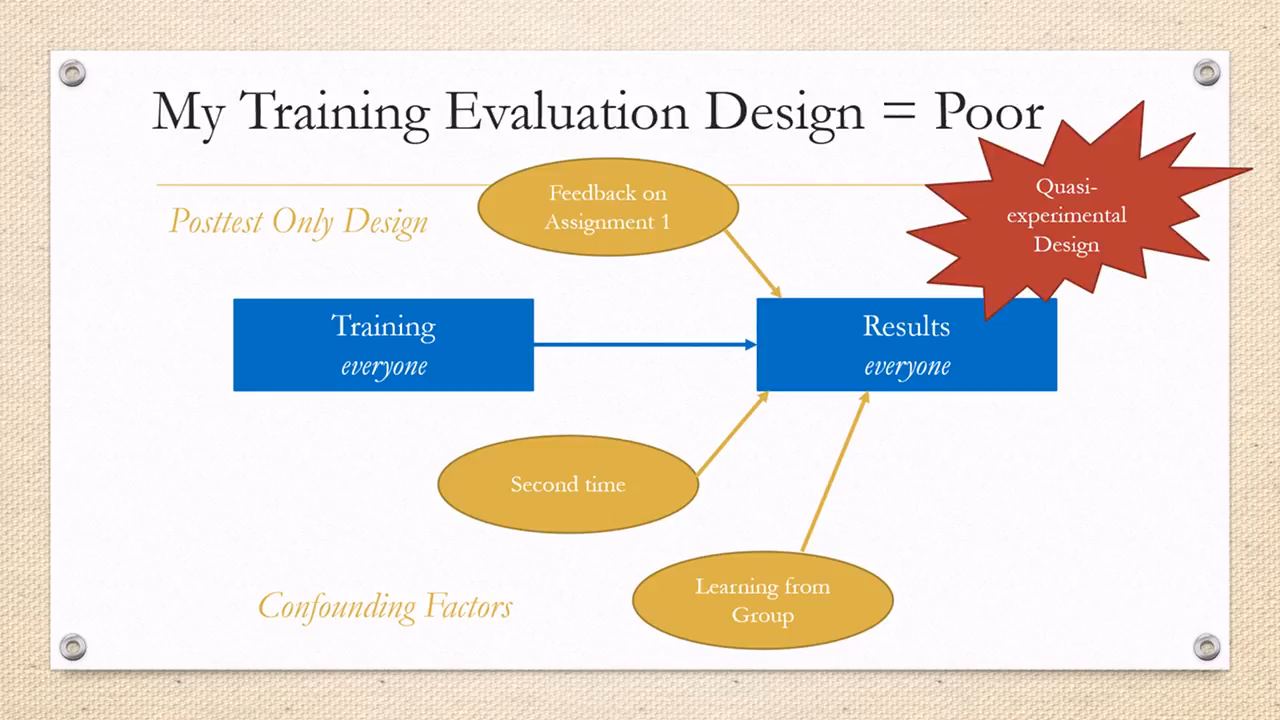 My Training Evaluation Design = Poor
Posttest Only Design
Feedback on
Assignment 1
Quasi-
experimental
Design
Training
everyone
Results
everyone
Second time
Learning from
Group
Confounding Factors